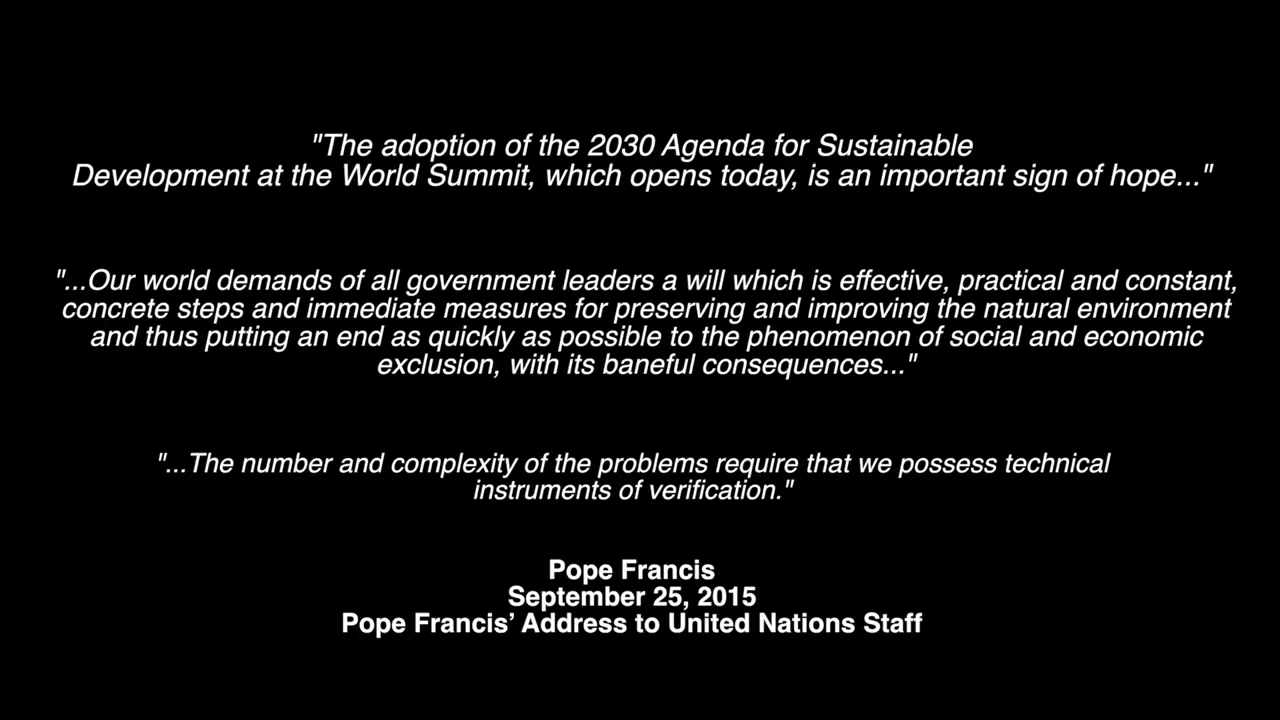 "The adoption of the 2030 Agenda for Sustainable
Development at the World Summit, which opens today, is an important sign of hope..."
"...Our world demands of all government leaders a will which is effective, practical and constant,
concrete steps and immediate measures for preserving and improving the natural environment
and thus putting an end as quickly as possible to the phenomenon of social and economic
exclusion, with its baneful consequences..."
"...The number and complexity of the problems require that we possess technical
instruments of verification."
Pope Francis
September 25, 2015
Pope Francis’ Address to United Nations Staff